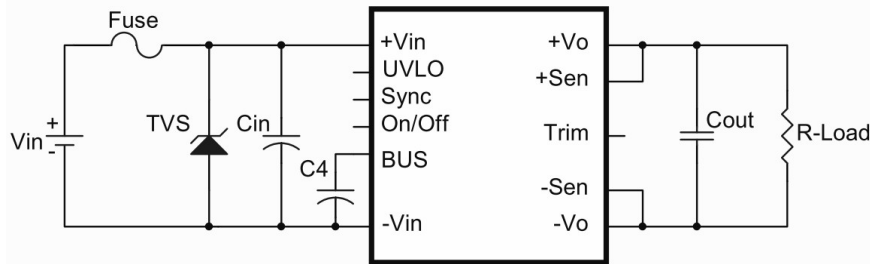 Fuse
+Vin
+Vo
UVLO
+Sen
Sync
On/Off
TVS
Cin
Trim
Cout
R-Load
+
Vin
-
C4
BUS
-Sen
-Vin
-Vo